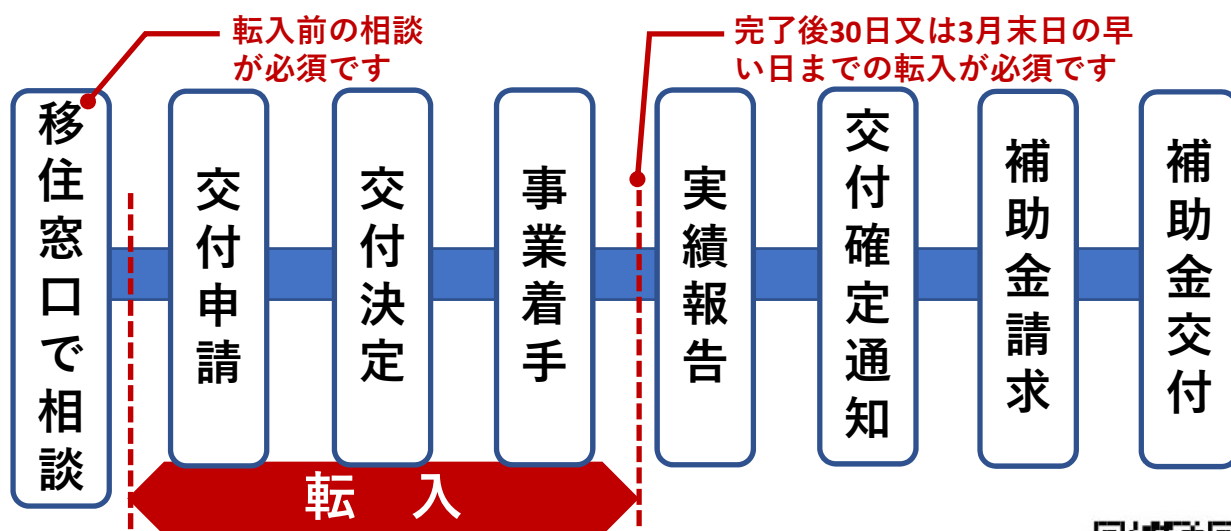 転入前の相談
が必須です
完了後30日又は3月末日の早
い日までの転入が必須です
移住窓口で相談
交付申請
交付決定
事業着手
実績報告
交付確定通知
補助金請求
補助金交付
転 入